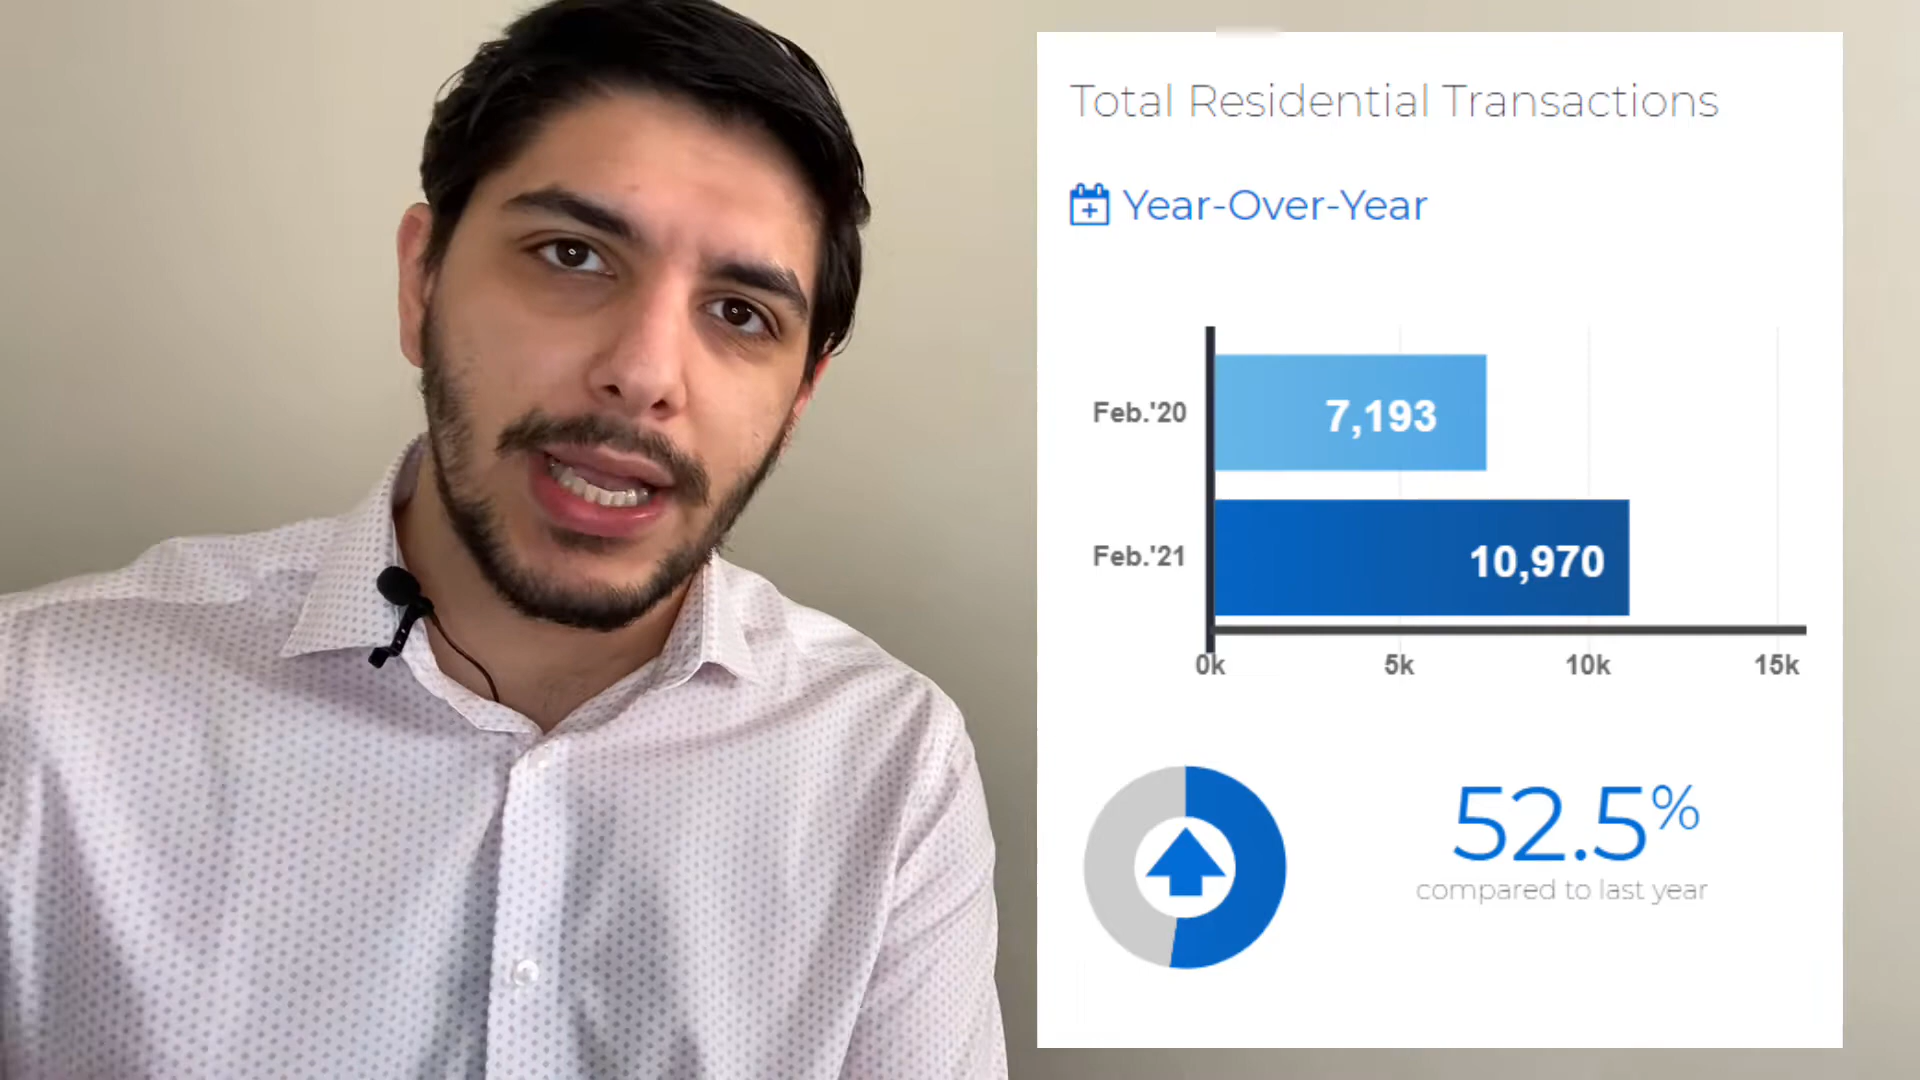 Total Residential Transactions
Year-Over-Year
Feb.'20 7,193
Feb.'21 10,970
0k 5k 10k 15k
52.5%
compared to last year